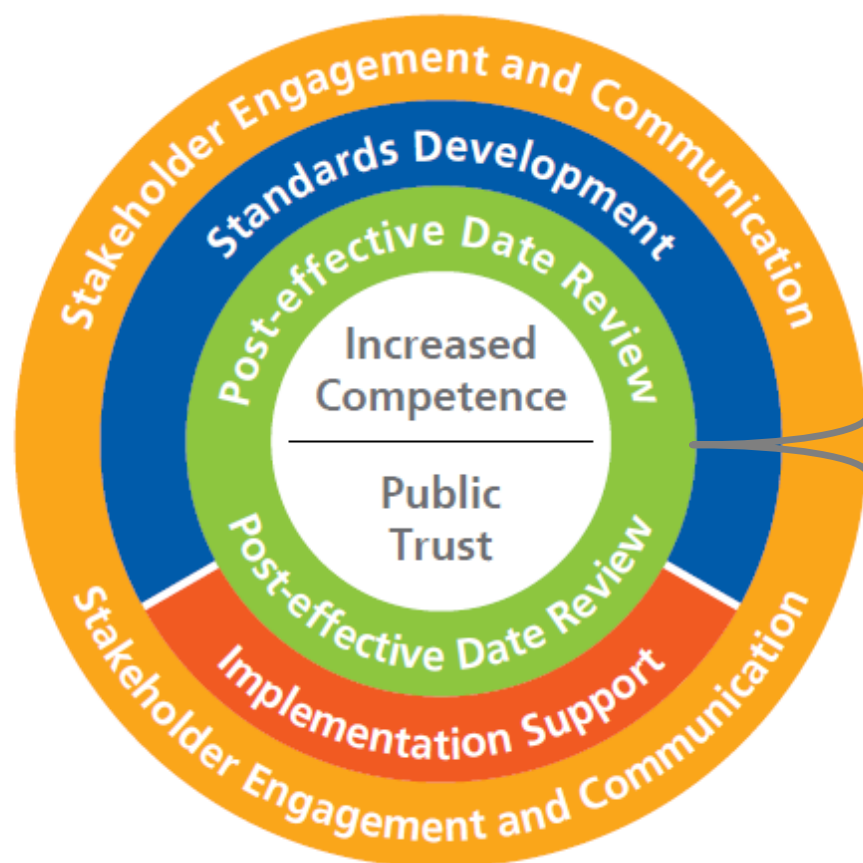 Stakeholder Engagement and Communication
Standards Development
Post-effective Date Review
Increased
Competence
Public
Trust
Post-effective Date Review
Implementation Support
Stakeholder Engagement and Communication